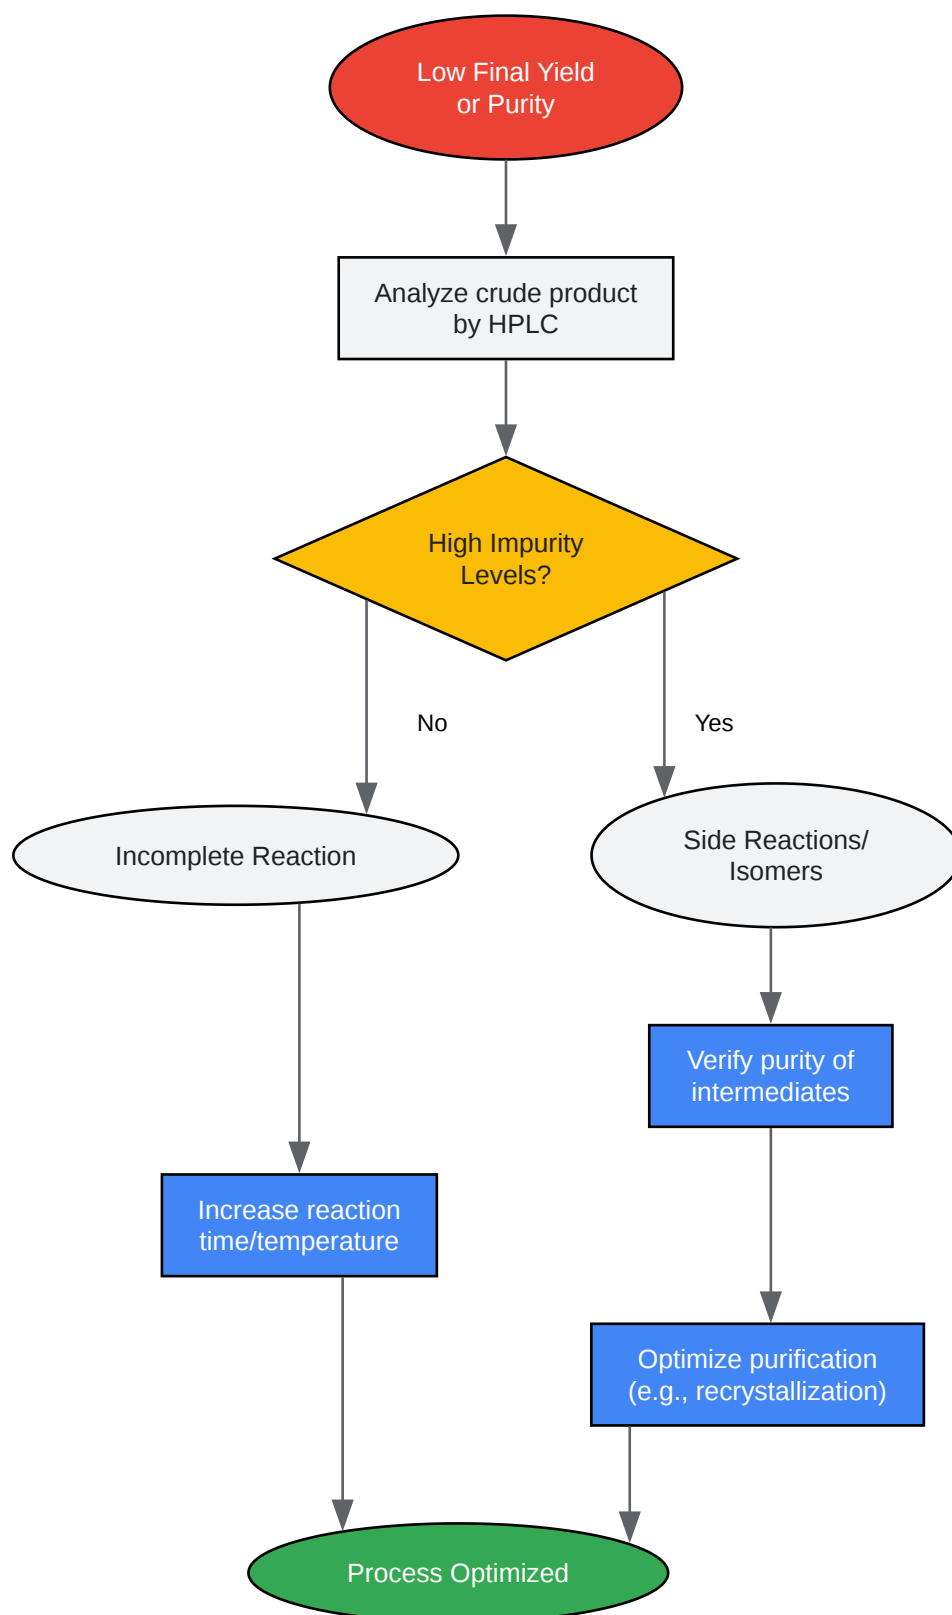 Low Final Yield
or Purity
Analyze crude product
by HPLC
High Impurity
Levels?
No
Yes
Incomplete Reaction
Side Reactions/
Isomers
Verify purity of
intermediates
Increase reaction
time/temperature
Optimize purification
(e.g., recrystallization)
Process Optimized